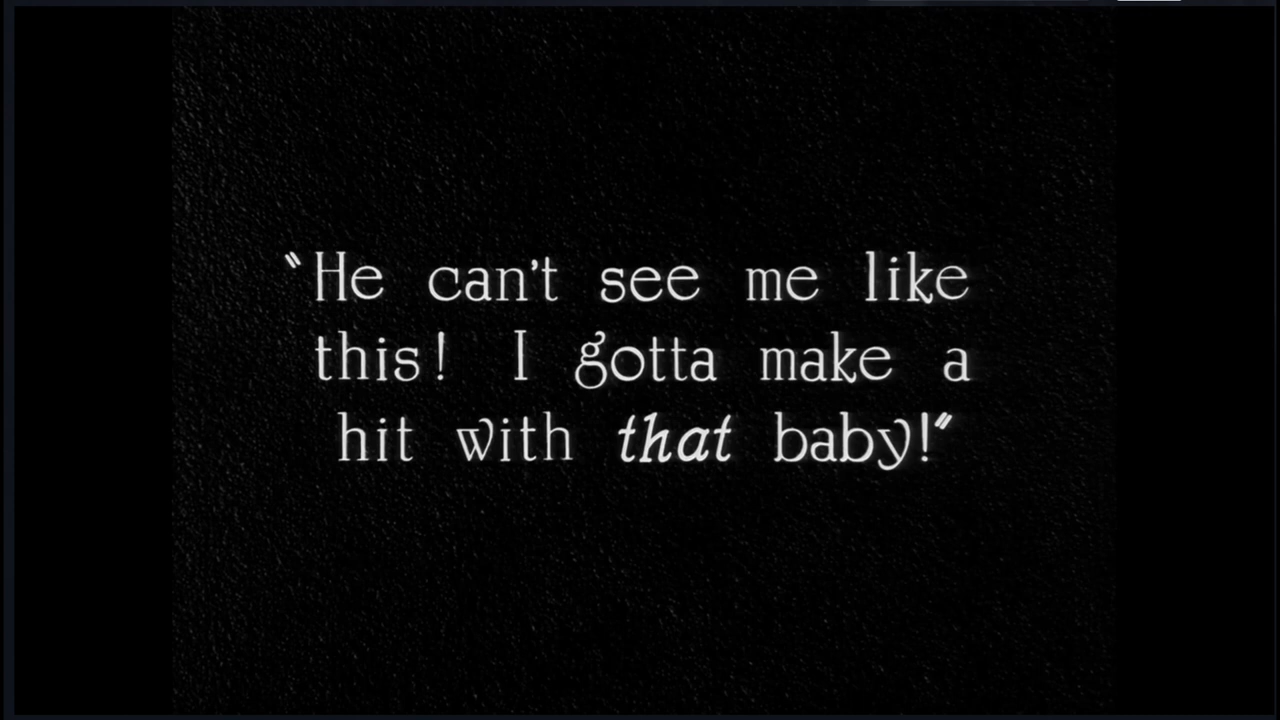 “He can't see me like
this! I gotta make a
hit with that baby!”